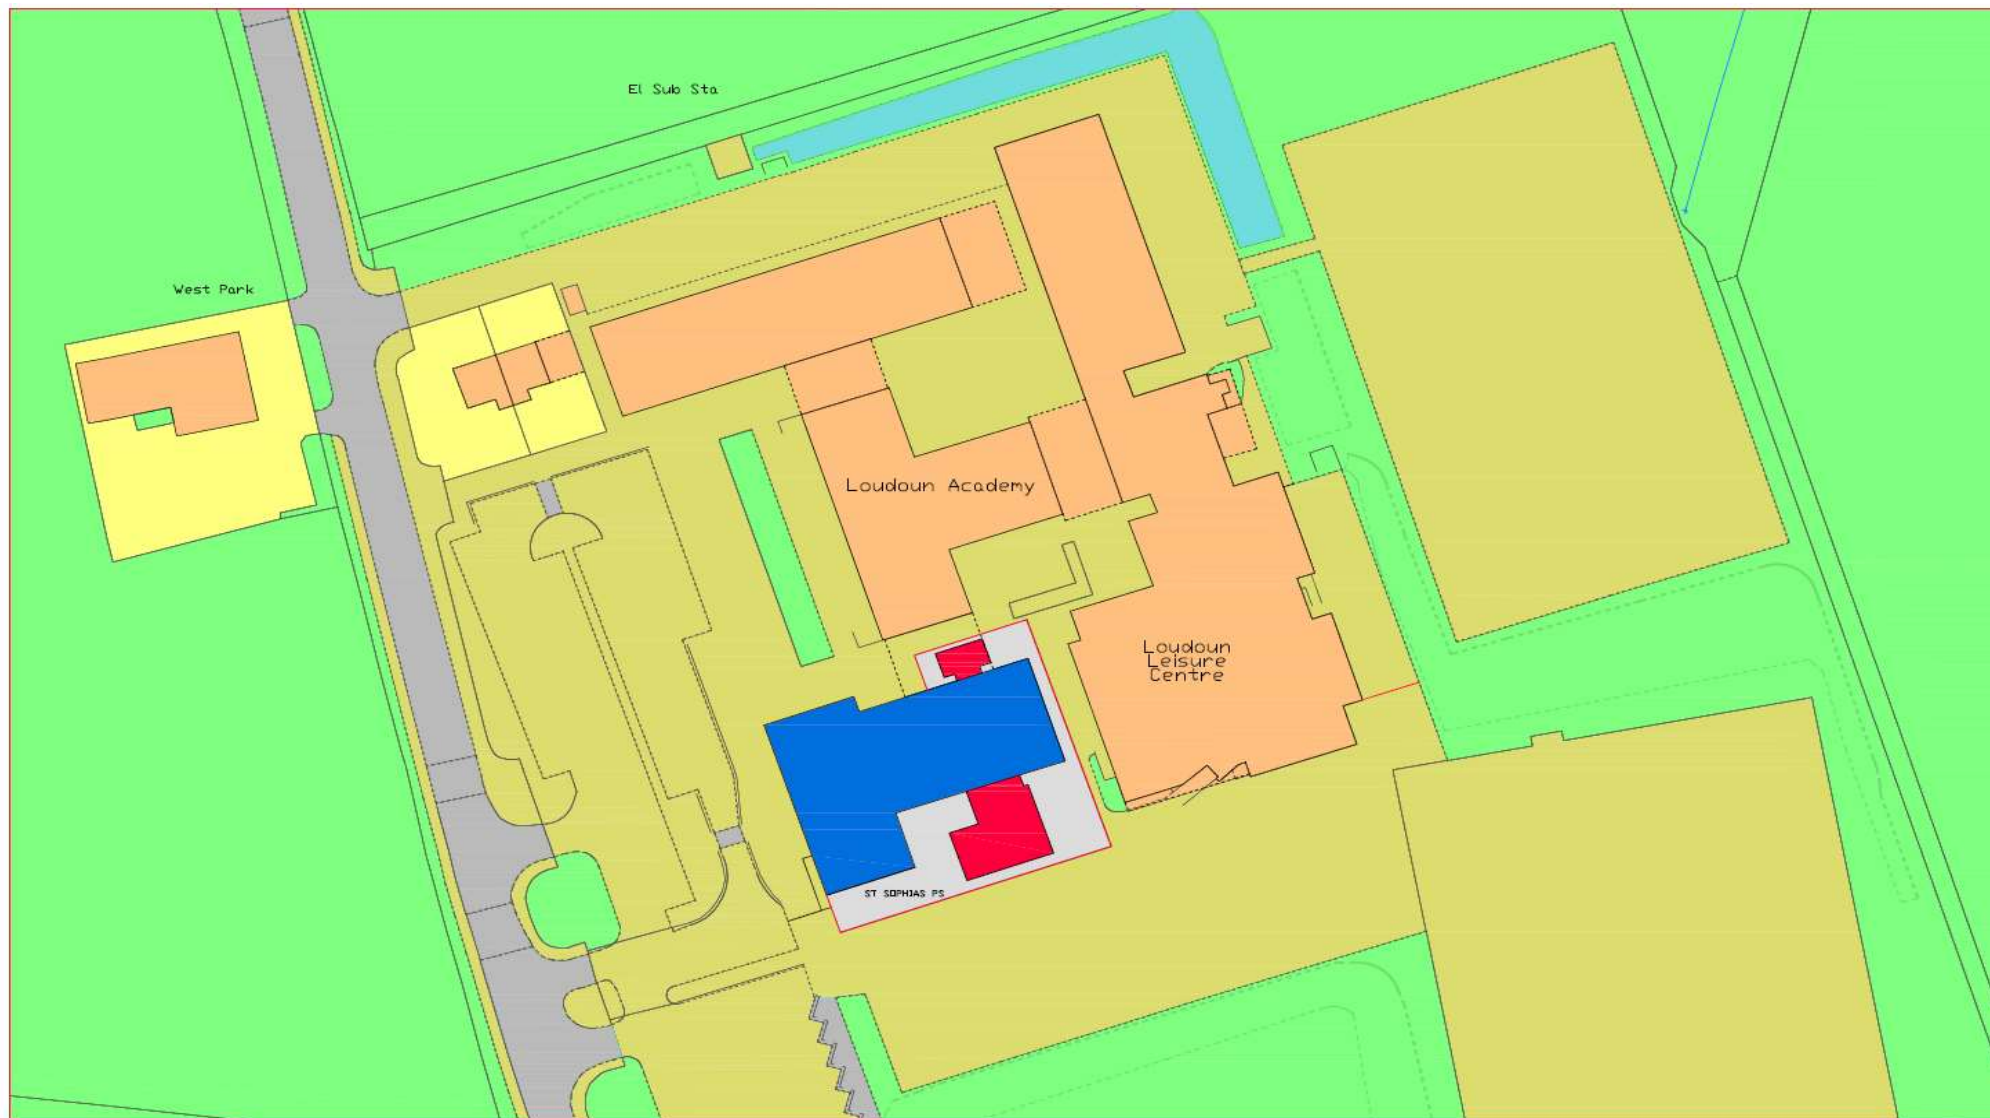 El Sub Sta
West Park
Loudoun Academy
Loudoun
Leisure
Centre
ST SOPHIAS PS